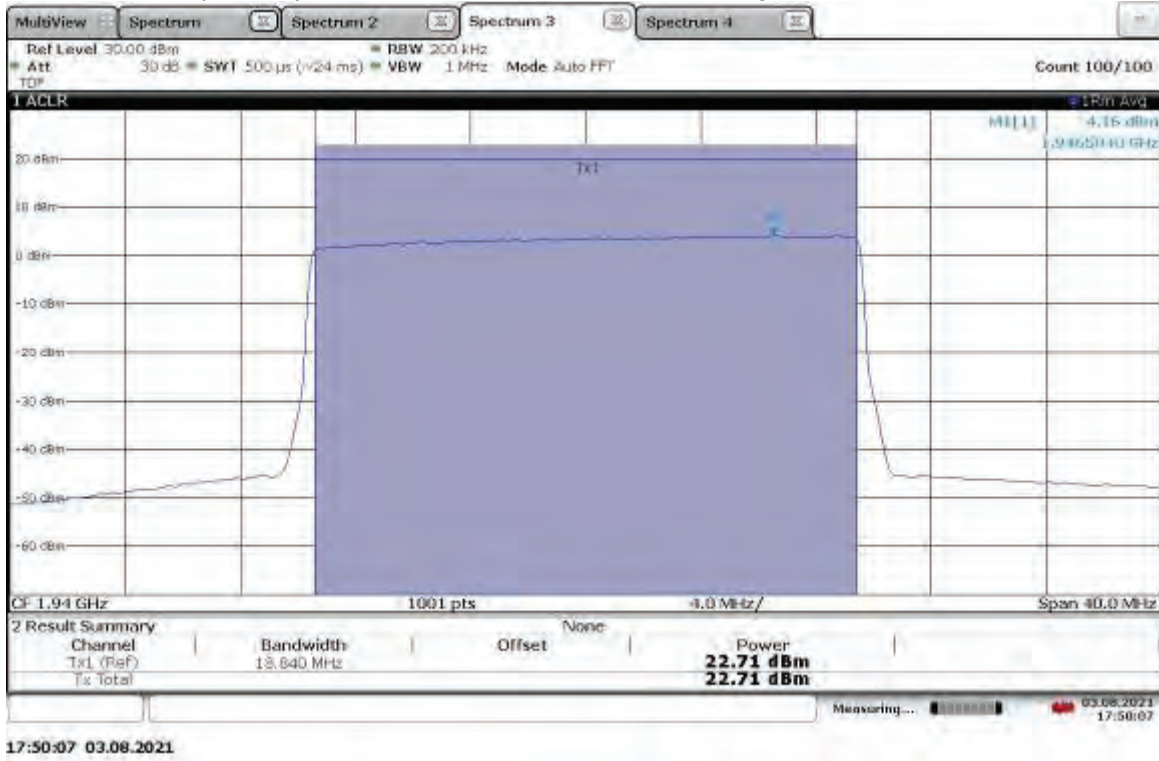 MultiView Spectrum Spectrum 2 Spectrum 3 Spectrum 4
Ref Level 30.00 dBm RBW 200 kHz
Att 30 dB SWT 500 µs (~24 ms) VBW 1 MHz Mode Auto FFT Count 100/100
TDF
1 ACLR 1Rm Avg
M1[1] 4.16 dBm
1.9465040 GHz
20 dBm
Tx1
10 dBm
0 dBm
-10 dBm
-20 dBm
-30 dBm
-40 dBm
-50 dBm
-60 dBm
CF 1.94 GHz 1001 pts 4.0 MHz/ Span 40.0 MHz
2 Result Summary None
Channel Bandwidth Offset Power
Tx1 (Ref) 18.840 MHz 22.71 dBm
Tx Total 22.71 dBm
Measuring... 03.08.2021
17:50:07
17:50:07 03.08.2021